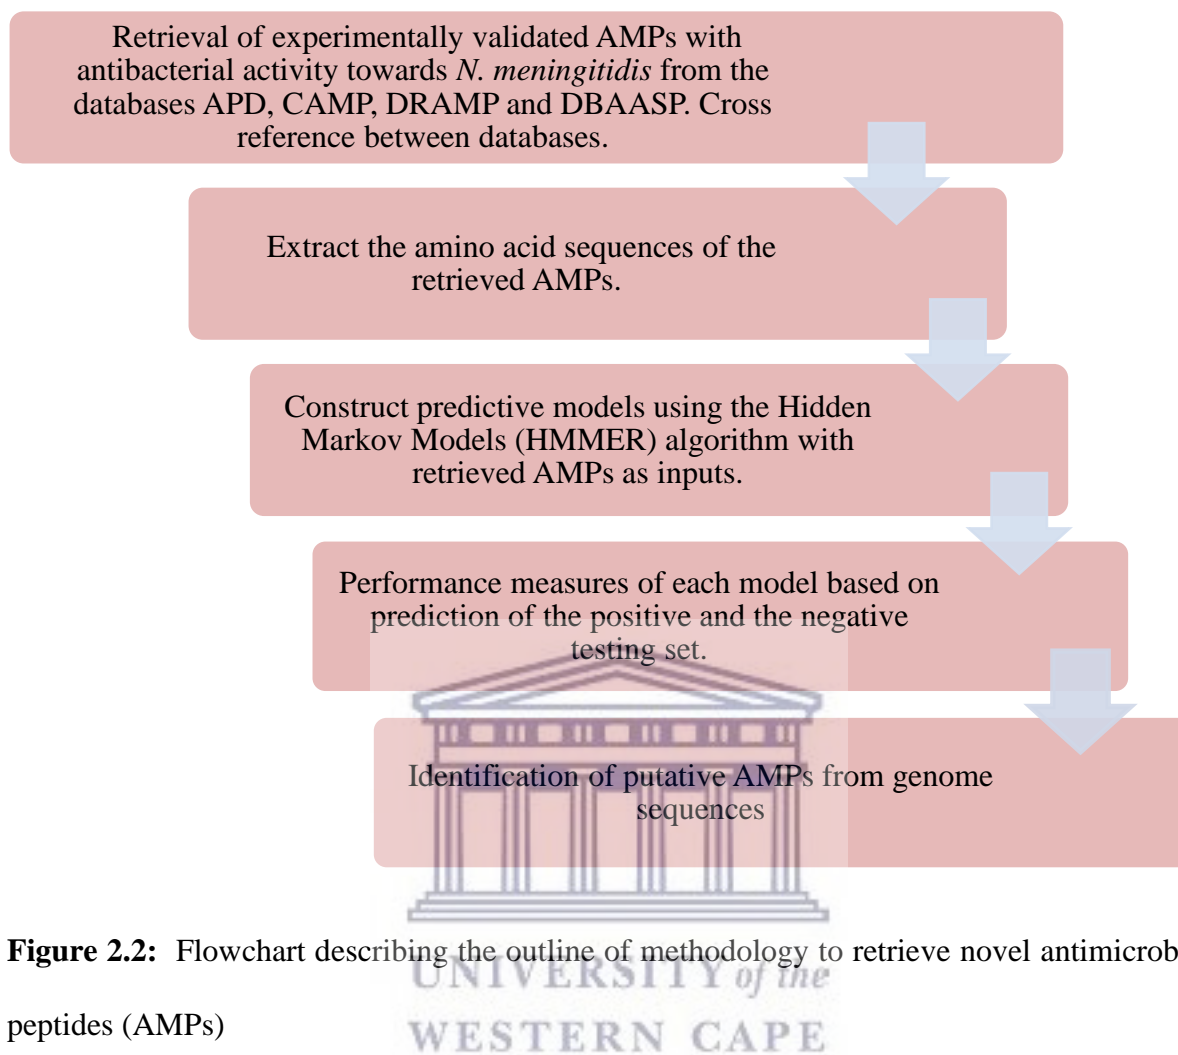 Retrieval of experimentally validated AMPs with
antibacterial activity towards N. meningitidis from the
databases APD, CAMP, DRAMP and DBAASP. Cross
reference between databases.
Extract the amino acid sequences of the
retrieved AMPs.
Construct predictive models using the Hidden
Markov Models (HMMER) algorithm with
retrieved AMPs as inputs.
Performance measures of each model based on
prediction of the positive and the negative
testing set.
Identification of putative AMPs from genome
sequences
Figure 2.2: Flowchart describing the outline of methodology to retrieve novel antimicrob
peptides (AMPs)
UNIVERSITY of the
WESTERN CAPE